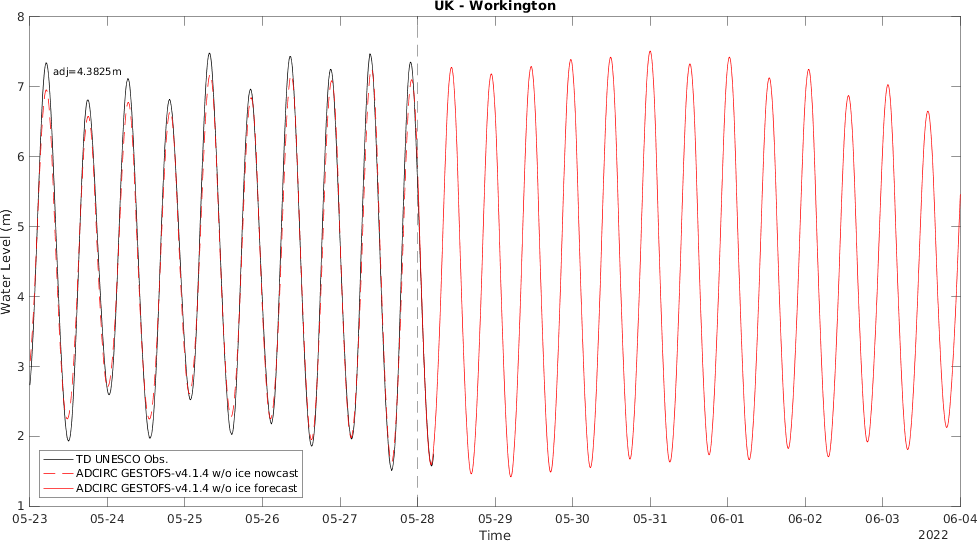 UK - Workington
8
7
6
5
4
3
2
1
Water Level (m)
adj=4.3825m
TD UNESCO Obs.
ADCIRC GESTOFS-v4.1.4 w/o ice nowcast
ADCIRC GESTOFS-v4.1.4 w/o ice forecast
05-23 05-24 05-25 05-26 05-27 05-28 05-29 05-30 05-31 06-01 06-02 06-03 06-04
Time
2022